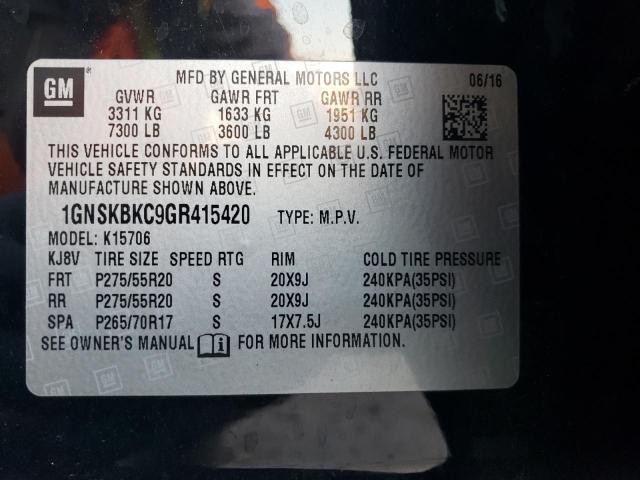 GM
MFD BY GENERAL MOTORS LLC 06/16
GVWR GAWR FRT GAWR RR
3311 KG 1633 KG 1951 KG
7300 LB 3600 LB 4300 LB
THIS VEHICLE CONFORMS TO ALL APPLICABLE U.S. FEDERAL MOTOR
VEHICLE SAFETY STANDARDS IN EFFECT ON THE DATE OF
MANUFACTURE SHOWN ABOVE.
1GNSKBKC9GR415420 TYPE: M.P.V.
MODEL: K15706
KJ8V TIRE SIZE SPEED RTG RIM COLD TIRE PRESSURE
FRT P275/55R20 S 20X9J 240KPA(35PSI)
RR P275/55R20 S 20X9J 240KPA(35PSI)
SPA P265/70R17 S 17X7.5J 240KPA(35PSI)
SEE OWNER'S MANUAL FOR MORE INFORMATION.